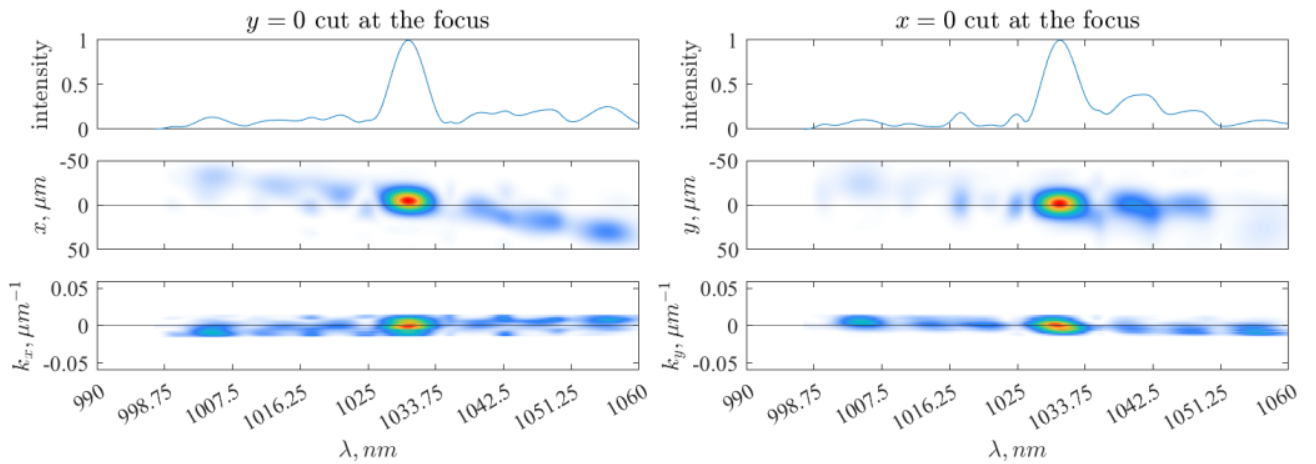 y = 0 cut at the focus
intensity
1
0.5
0
x, μm
-50
0
50
k_x, μm⁻¹
0.05
0
-0.05
990 998.75 1007.5 1016.25 1025 1033.75 1042.5 1051.25 1060
λ, nm
x = 0 cut at the focus
intensity
1
0.5
0
y, μm
-50
0
50
k_y, μm⁻¹
0.05
0
-0.05
990 998.75 1007.5 1016.25 1025 1033.75 1042.5 1051.25 1060
λ, nm